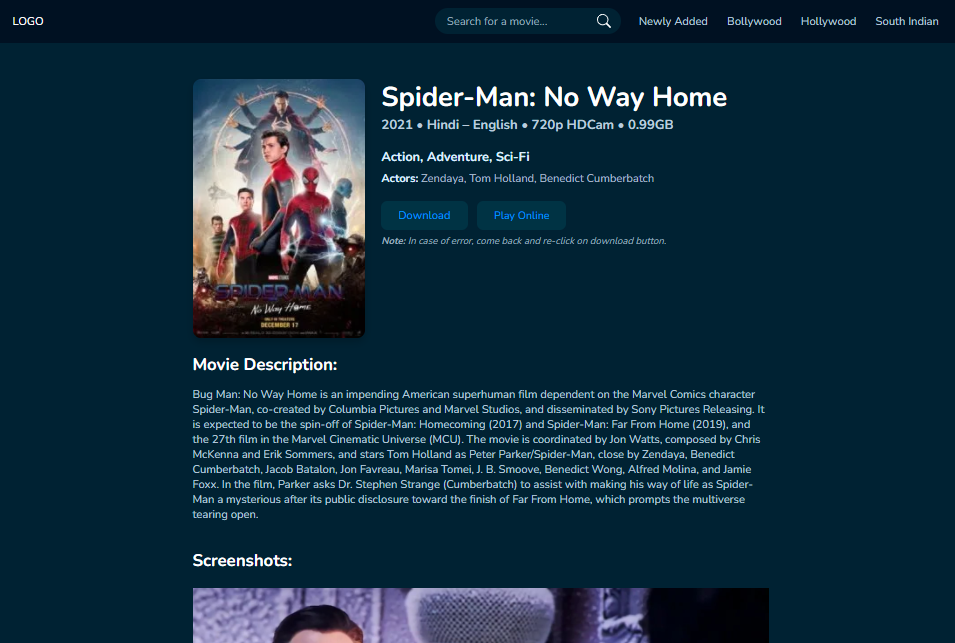 LOGO
Search for a movie...
Newly Added
Bollywood
Hollywood
South Indian
Spider-Man: No Way Home
2021 • Hindi – English • 720p HDCam • 0.99GB
Action, Adventure, Sci-Fi
Actors: Zendaya, Tom Holland, Benedict Cumberbatch
Download
Play Online
Note: In case of error, come back and re-click on download button.
MARVEL STUDIOS
SPIDER-MAN
No Way Home
ONLY IN THEATERS
DECEMBER 17
Movie Description:
Bug Man: No Way Home is an impending American superhuman film dependent on the Marvel Comics character
Spider-Man, co-created by Columbia Pictures and Marvel Studios, and disseminated by Sony Pictures Releasing. It
is expected to be the spin-off of Spider-Man: Homecoming (2017) and Spider-Man: Far From Home (2019), and
the 27th film in the Marvel Cinematic Universe (MCU). The movie is coordinated by Jon Watts, composed by Chris
McKenna and Erik Sommers, and stars Tom Holland as Peter Parker/Spider-Man, close by Zendaya, Benedict
Cumberbatch, Jacob Batalon, Jon Favreau, Marisa Tomei, J. B. Smoove, Benedict Wong, Alfred Molina, and Jamie
Foxx. In the film, Parker asks Dr. Stephen Strange (Cumberbatch) to assist with making his way of life as Spider-
Man a mysterious after its public disclosure toward the finish of Far From Home, which prompts the multiverse
tearing open.
Screenshots: